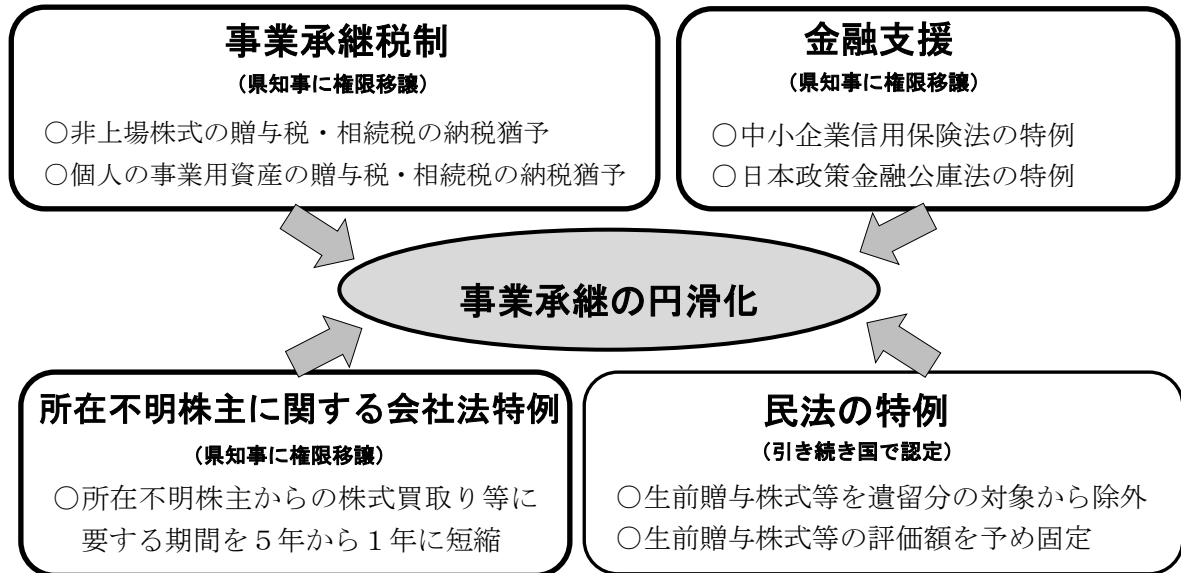 事業承継税制
（県知事に権限移譲）
○非上場株式の贈与税・相続税の納税猶予
○個人の事業用資産の贈与税・相続税の納税猶予
金融支援
（県知事に権限移譲）
○中小企業信用保険法の特例
○日本政策金融公庫法の特例
事業承継の円滑化
所在不明株主に関する会社法特例
（県知事に権限移譲）
○所在不明株主からの株式買取り等に
要する期間を５年から１年に短縮
民法の特例
（引き続き国で認定）
○生前贈与株式等を遺留分の対象から除外
○生前贈与株式等の評価額を予め固定